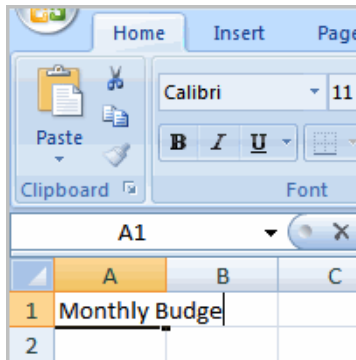 Home Insert Page
Calibri 11
Paste B I U
Clipboard Font
A1
A B C
1 Monthly Budge
2